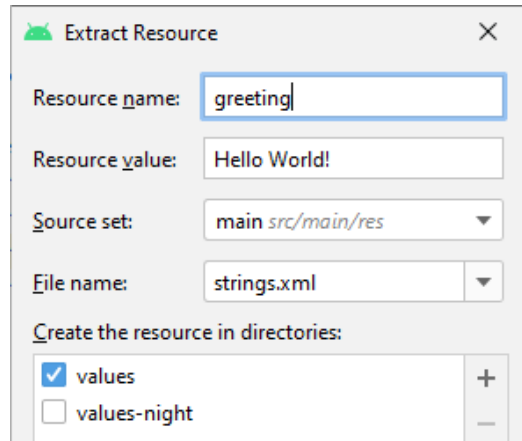 Extract Resource
Resource name: greeting
Resource value: Hello World!
Source set: main src/main/res
File name: strings.xml
Create the resource in directories:
values
values-night